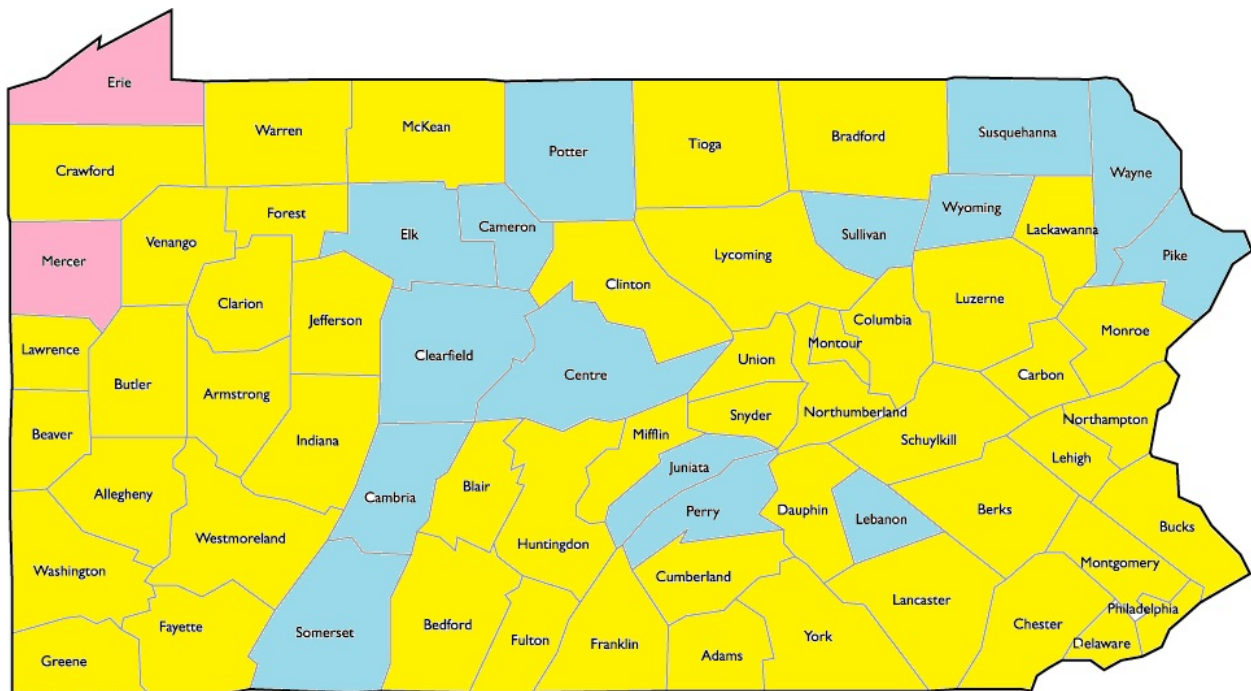 Erie
Warren
McKean
Potter
Tioga
Bradford
Susquehanna
Wayne
Crawford
Forest
Elk
Cameron
Wyoming
Lackawanna
Pike
Mercer
Venango
Clarion
Sullivan
Lycoming
Clinton
Luzerne
Jefferson
Columbia
Monroe
Lawrence
Butler
Clearfield
Centre
Union
Montour
Carbon
Armstrong
Beaver
Indiana
Mifflin
Snyder
Northumberland
Schuylkill
Northampton
Lehigh
Allegheny
Cambria
Blair
Juniata
Perry
Dauphin
Lebanon
Berks
Bucks
Westmoreland
Huntingdon
Washington
Cumberland
Montgomery
Lancaster
Philadelphia
Fayette
Somerset
Bedford
Fulton
Franklin
Adams
York
Chester
Delaware
Greene